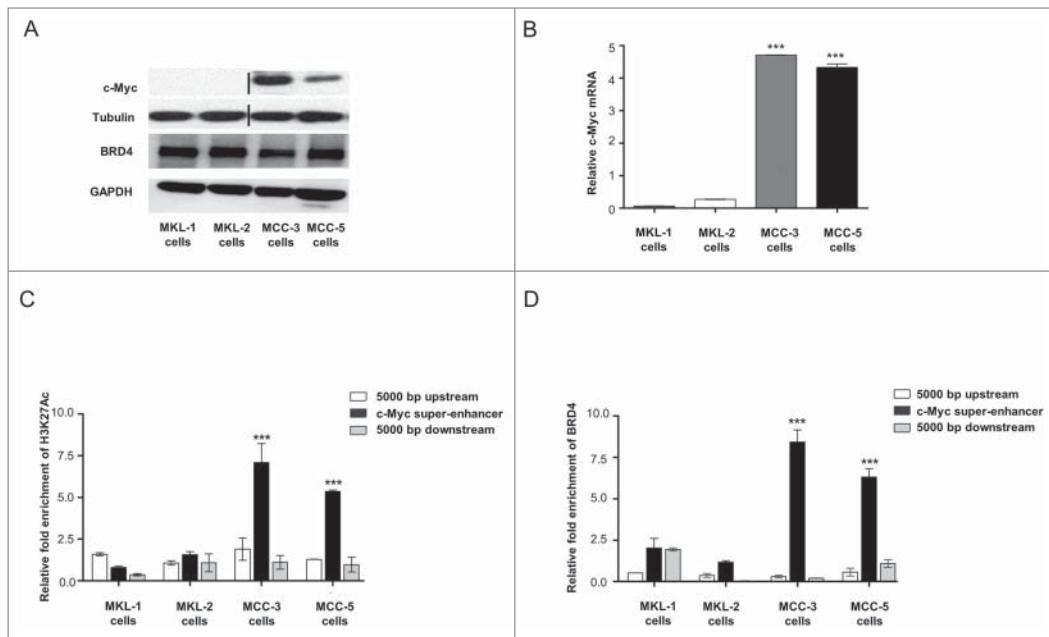 A
c-Myc
Tubulin
BRD4
GAPDH
MKL-1 MKL-2 MCC-3 MCC-5
cells cells cells cells
B
Relative c-Myc mRNA
5
4
3
2
1
0
*** ***
MKL-1 MKL-2 MCC-3 MCC-5
cells cells cells cells
C
Relative fold enrichment of H3K27Ac
5000 bp upstream
c-Myc super-enhancer
5000 bp downstream
10.0
7.5
5.0
2.5
0.0
***
***
MKL-1 MKL-2 MCC-3 MCC-5
cells cells cells cells
D
Relative fold enrichment of BRD4
5000 bp upstream
c-Myc super-enhancer
5000 bp downstream
10.0
7.5
5.0
2.5
0.0
***
***
MKL-1 MKL-2 MCC-3 MCC-5
cells cells cells cells